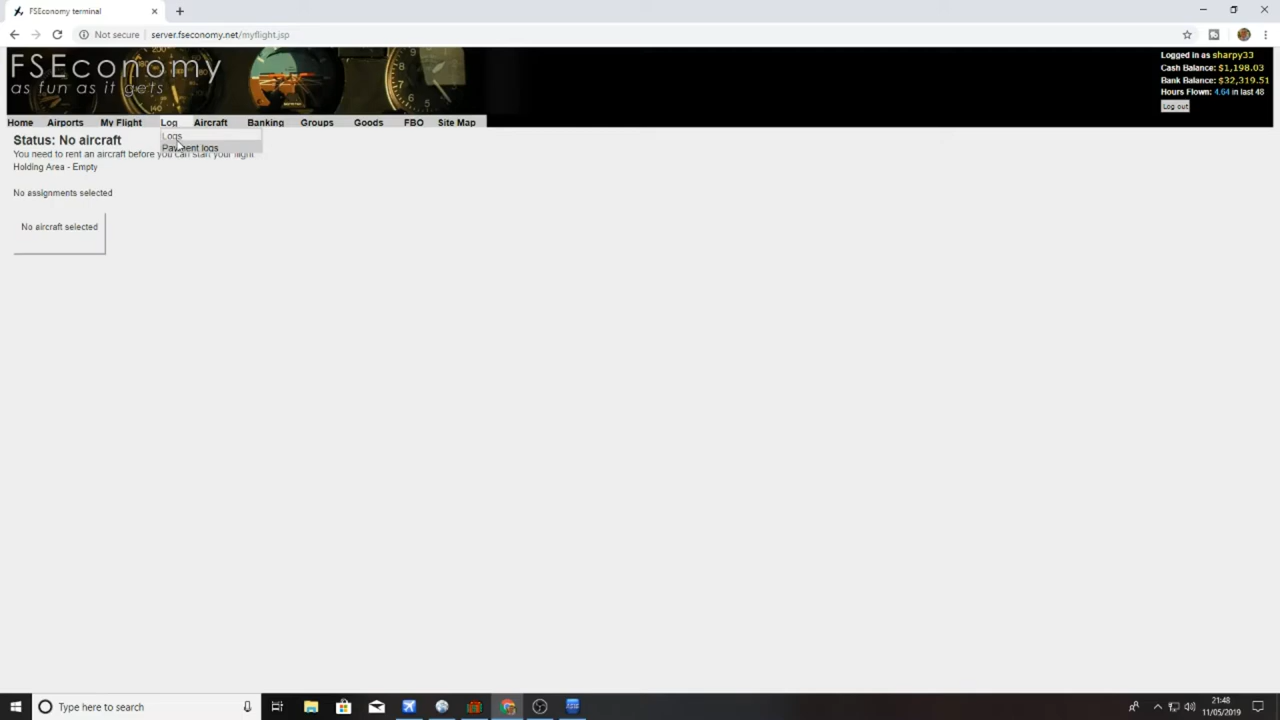 FSEconomy terminal
Not secure | server.fseconomy.net/myflight.jsp
FSEconomy
as fun as it gets
Logged in as sharpy33
Cash Balance: $1,198.03
Bank Balance: $32,319.51
Hours Flown: 4.64 in last 48
Log out
Home Airports My Flight Log Aircraft Banking Groups Goods FBO Site Map
Logs
Payment logs
Status: No aircraft
You need to rent an aircraft before you can start your flight
Holding Area - Empty
No assignments selected
No aircraft selected
Type here to search
21:48
11/05/2019